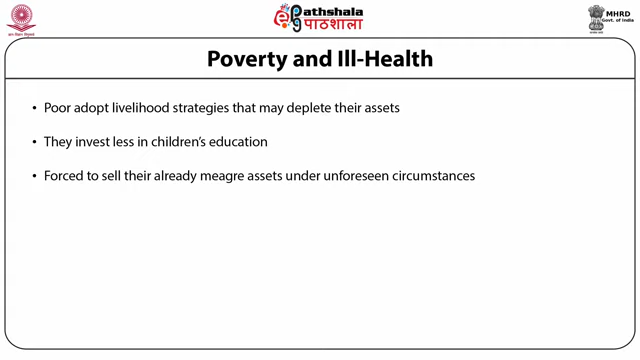 ePathshala
पाठशाला
MHRD
Govt. of India
Poverty and Ill-Health
• Poor adopt livelihood strategies that may deplete their assets
• They invest less in children's education
• Forced to sell their already meagre assets under unforeseen circumstances